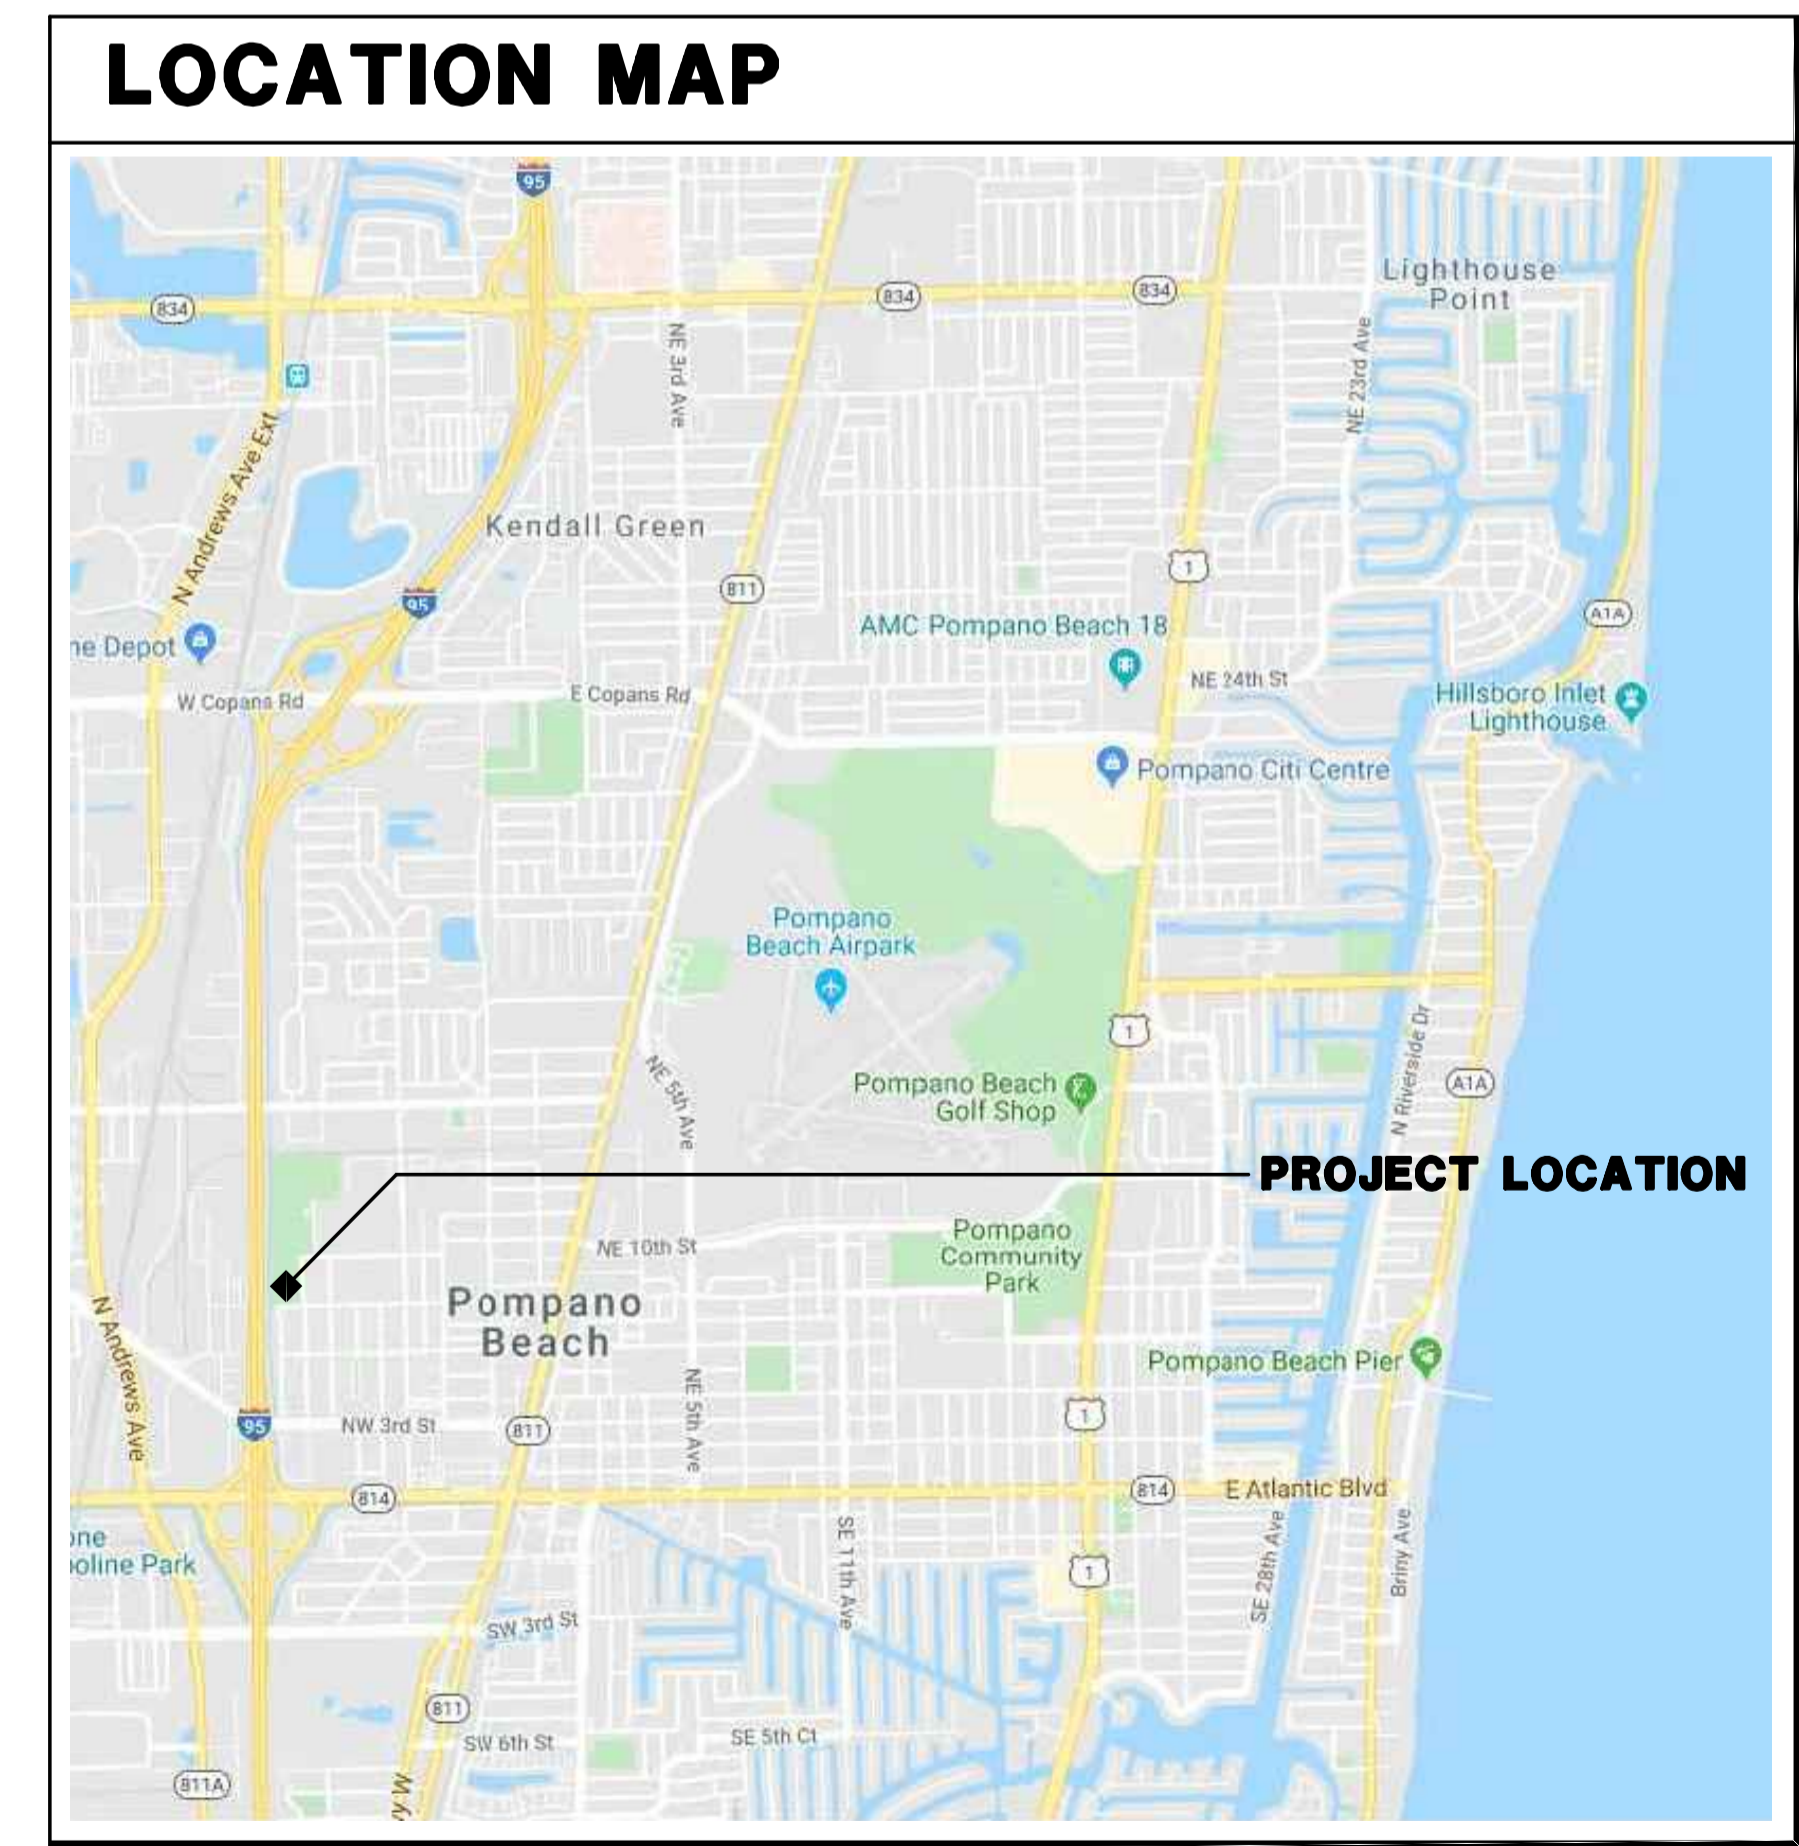 LOCATION MAP
95
834
834
834
Lighthouse
Point
NE 3rd Ave
NE 23rd Ave
N Andrews Ave Ext
Kendall Green
811
1
95
A1A
AMC Pompano Beach 18
ne Depot
W Copans Rd
E Copans Rd
NE 24th St
Hillsboro Inlet
Lighthouse
Pompano Citi Centre
Pompano
Beach Airpark
1
N Riverside Dr
A1A
NE 5th Ave
Pompano Beach
Golf Shop
PROJECT LOCATION
NE 10th St
Pompano
Community
Park
Pompano
Beach
N Andrews Ave
Pompano Beach Pier
NE 5th Ave
95
NW 3rd St
811
1
814
814
E Atlantic Blvd
one
oline Park
SE 11th Ave
SE 28th Ave
Briny Ave
1
SW 3rd St
811
SW 6th St
SE 5th Ct
811A